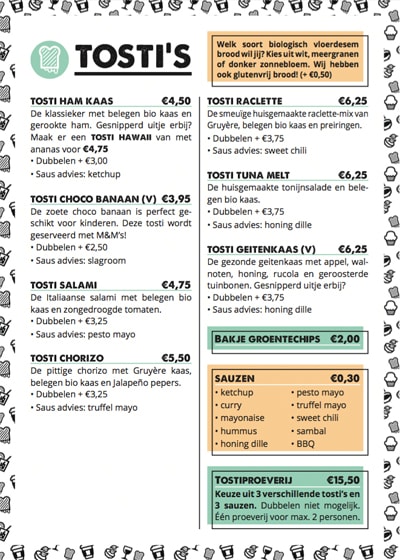 TOSTI'S
Welk soort biologisch vloerdesem
brood wil jij? Kies uit wit, meergranen
of donker zonnebloem. Wij hebben
ook glutenvrij brood! (+ €0,50)
TOSTI HAM KAAS €4,50
De klassieker met belegen bio kaas en
gerookte ham. Gesnipperd uitje erbij?
Maak er een TOSTI HAWAII van met
ananas voor €4,75
• Dubbelen + €3,00
• Saus advies: ketchup
TOSTI CHOCO BANAAN (V) €3,95
De zoete choco banaan is perfect ge-
schikt voor kinderen. Deze tosti wordt
geserveerd met M&M's!
• Dubbelen + €2,50
• Saus advies: slagroom
TOSTI SALAMI €4,75
De Italiaanse salami met belegen bio
kaas en zongedroogde tomaten.
• Dubbelen + €3,25
• Saus advies: pesto mayo
TOSTI CHORIZO €5,50
De pittige chorizo met Gruyère kaas,
belegen bio kaas en Jalapeño pepers.
• Dubbelen + €3,25
• Saus advies: truffel mayo
TOSTI RACLETTE €6,25
De smeuïge huisgemaakte raclette-mix van
Gruyère, belegen bio kaas en preiringen.
• Dubbelen + €3,75
• Saus advies: sweet chili
TOSTI TUNA MELT €6,25
De huisgemaakte tonijnsalade en bele-
gen bio kaas.
• Dubbelen + €3,75
• Saus advies: honing dille
TOSTI GEITENKAAS (V) €6,25
De gezonde geitenkaas met appel, wal-
noten, honing, rucola en geroosterde
tuinbonen. Gesnipperd uitje erbij?
• Dubbelen + €3,75
• Saus advies: honing dille
BAKJE GROENTECHIPS €2,00
SAUZEN €0,30
• ketchup • pesto mayo
• curry • truffel mayo
• mayonaise • sweet chili
• hummus • sambal
• honing dille • BBQ
TOSTIPROEVERIJ €15,50
Keuze uit 3 verschillende tosti's en
3 sauzen. Dubbelen niet mogelijk.
Één proeverij voor max. 2 personen.